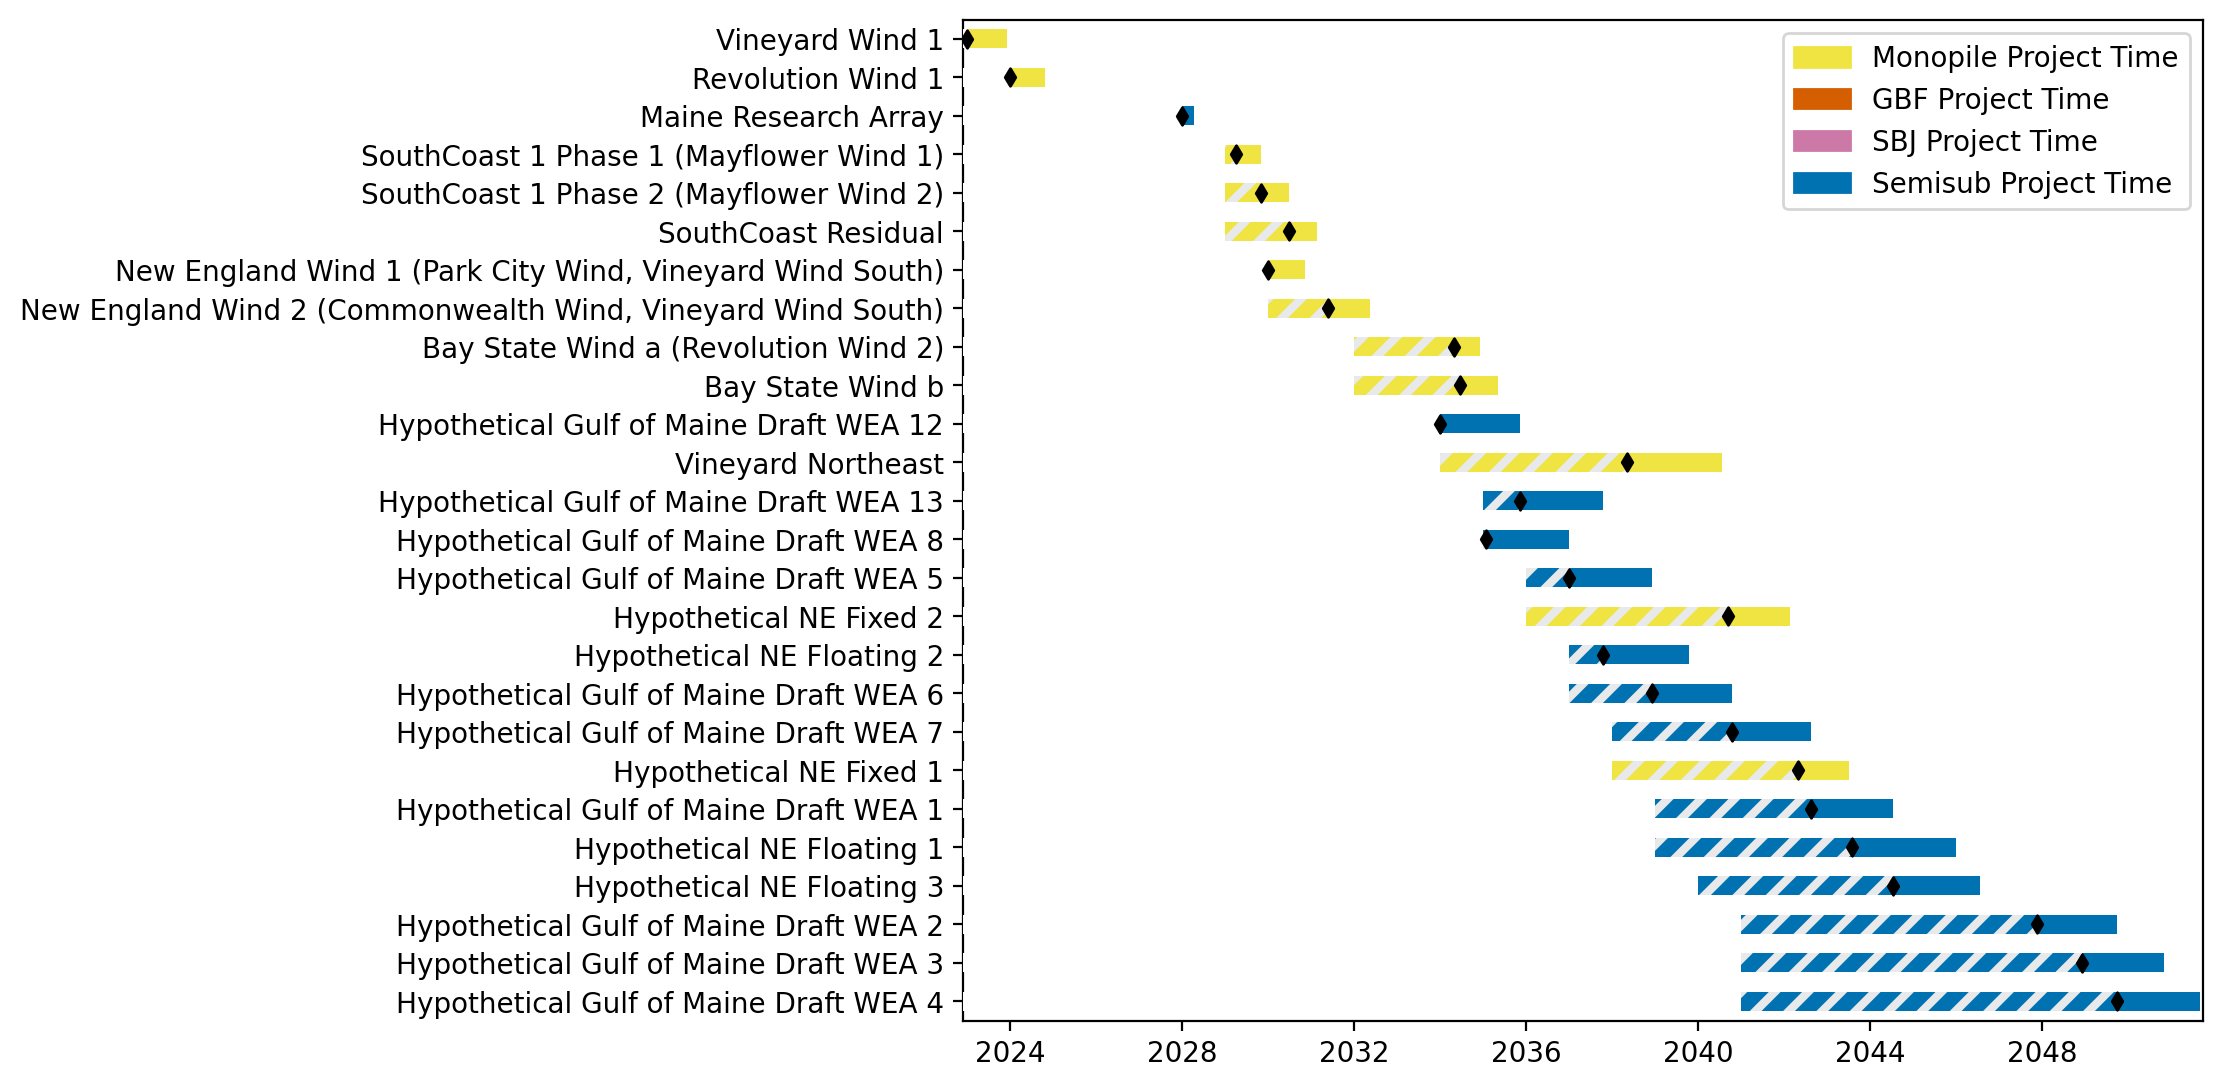 Vineyard Wind 1
Revolution Wind 1
Maine Research Array
SouthCoast 1 Phase 1 (Mayflower Wind 1)
SouthCoast 1 Phase 2 (Mayflower Wind 2)
SouthCoast Residual
New England Wind 1 (Park City Wind, Vineyard Wind South)
New England Wind 2 (Commonwealth Wind, Vineyard Wind South)
Bay State Wind a (Revolution Wind 2)
Bay State Wind b
Hypothetical Gulf of Maine Draft WEA 12
Vineyard Northeast
Hypothetical Gulf of Maine Draft WEA 13
Hypothetical Gulf of Maine Draft WEA 8
Hypothetical Gulf of Maine Draft WEA 5
Hypothetical NE Fixed 2
Hypothetical NE Floating 2
Hypothetical Gulf of Maine Draft WEA 6
Hypothetical Gulf of Maine Draft WEA 7
Hypothetical NE Fixed 1
Hypothetical Gulf of Maine Draft WEA 1
Hypothetical NE Floating 1
Hypothetical NE Floating 3
Hypothetical Gulf of Maine Draft WEA 2
Hypothetical Gulf of Maine Draft WEA 3
Hypothetical Gulf of Maine Draft WEA 4
Monopile Project Time
GBF Project Time
SBJ Project Time
Semisub Project Time
2024 2028 2032 2036 2040 2044 2048